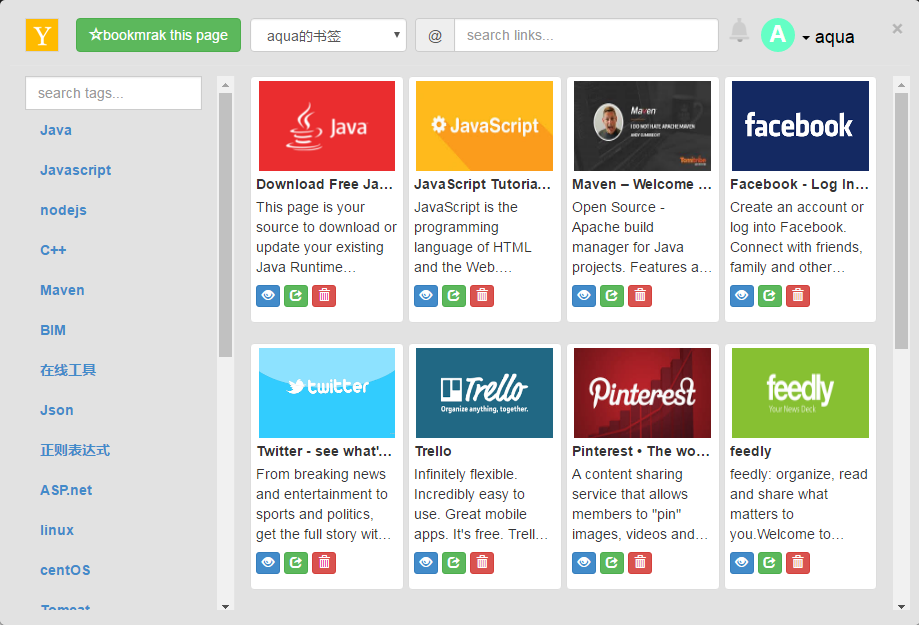 Y
☆bookmrak this page
aqua的书签
@
search links...
A
aqua
×
search tags...
Java
Javascript
nodejs
C++
Maven
BIM
在线工具
Json
正则表达式
ASP.net
linux
centOS
Tomcat
Java
Download Free Ja...
This page is your
source to download or
update your existing
Java Runtime...
JavaScript
JavaScript Tutoria...
JavaScript is the
programming
language of HTML
and the Web....
Maven
I DO NOT HATE APACHE MAVEN
Tomitribe
Maven – Welcome ...
Open Source -
Apache build
manager for Java
projects. Features a...
facebook
Facebook - Log In...
Create an account or
log into Facebook.
Connect with friends,
family and other...
twitter
Twitter - see what'...
From breaking news
and entertainment to
sports and politics,
get the full story wit...
Trello
Organize anything, together.
Trello
Infinitely flexible.
Incredibly easy to
use. Great mobile
apps. It's free. Trell...
Pinterest
Pinterest • The wo...
A content sharing
service that allows
members to "pin"
images, videos and...
feedly
Your News Deck
feedly
feedly: organize, read
and share what
matters to
you.Welcome to...